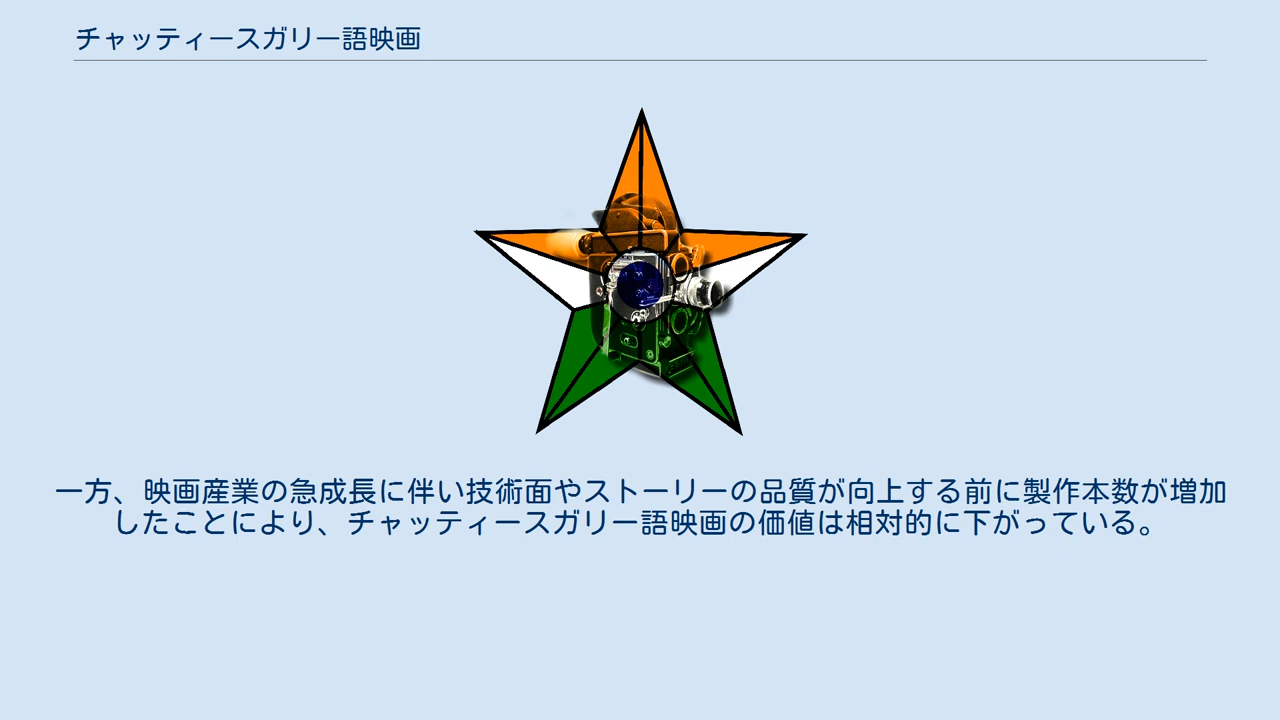 チャッティースガリー語映画
一方、映画産業の急成長に伴い技術面やストーリーの品質が向上する前に製作本数が増加
したことにより、チャッティースガリー語映画の価値は相対的に下がっている。